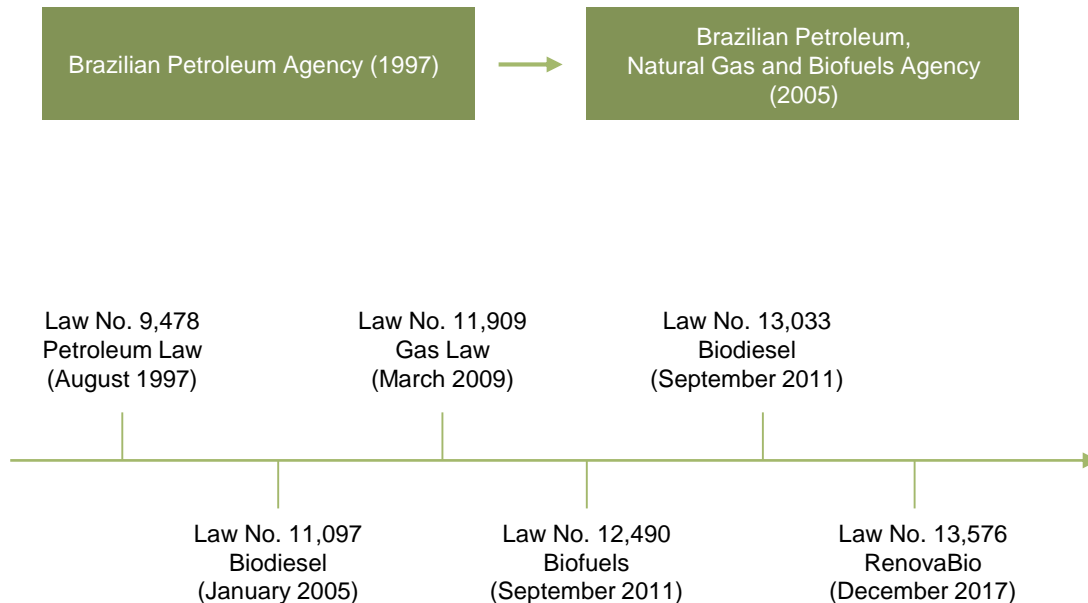 Brazilian Petroleum Agency (1997)
Brazilian Petroleum,
Natural Gas and Biofuels Agency
(2005)
Law No. 9,478
Petroleum Law
(August 1997)
Law No. 11,909
Gas Law
(March 2009)
Law No. 13,033
Biodiesel
(September 2011)
Law No. 11,097
Biodiesel
(January 2005)
Law No. 12,490
Biofuels
(September 2011)
Law No. 13,576
RenovaBio
(December 2017)